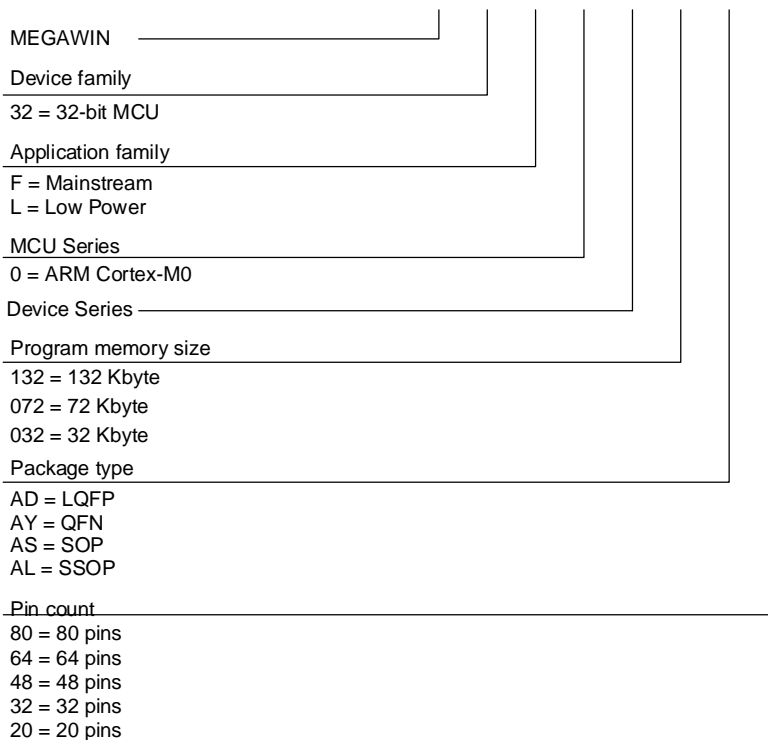 MEGAWIN
Device family
32 = 32-bit MCU
Application family
F = Mainstream
L = Low Power
MCU Series
0 = ARM Cortex-M0
Device Series
Program memory size
132 = 132 Kbyte
072 = 72 Kbyte
032 = 32 Kbyte
Package type
AD = LQFP
AY = QFN
AS = SOP
AL = SSOP
Pin count
80 = 80 pins
64 = 64 pins
48 = 48 pins
32 = 32 pins
20 = 20 pins